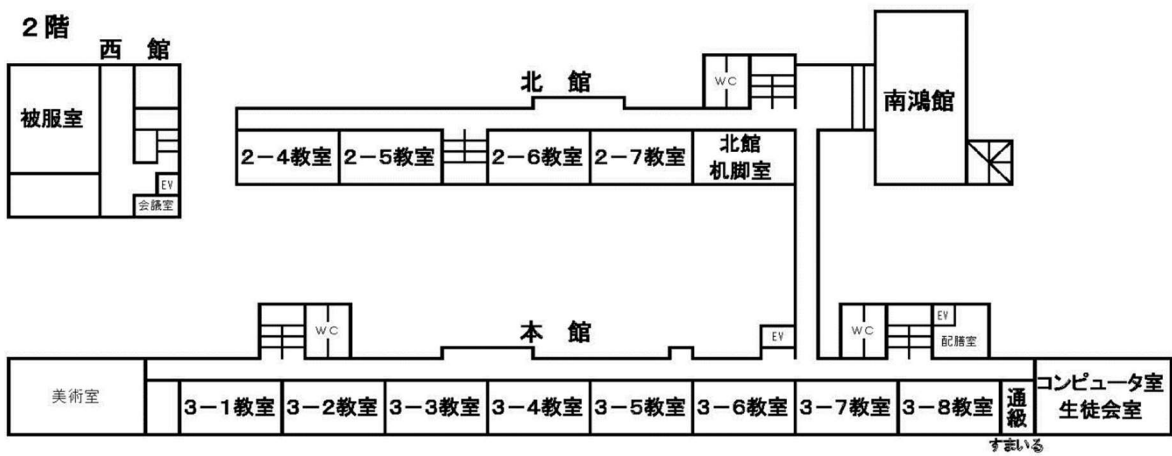 2階
西館
被服室
EV
会議室
北館
WC
2-4教室
2-5教室
2-6教室
2-7教室
北館
机脚室
南鴻館
本館
WC
EV
WC
EV
配膳室
美術室
3-1教室
3-2教室
3-3教室
3-4教室
3-5教室
3-6教室
3-7教室
3-8教室
通級
すまいる
コンピュータ室
生徒会室